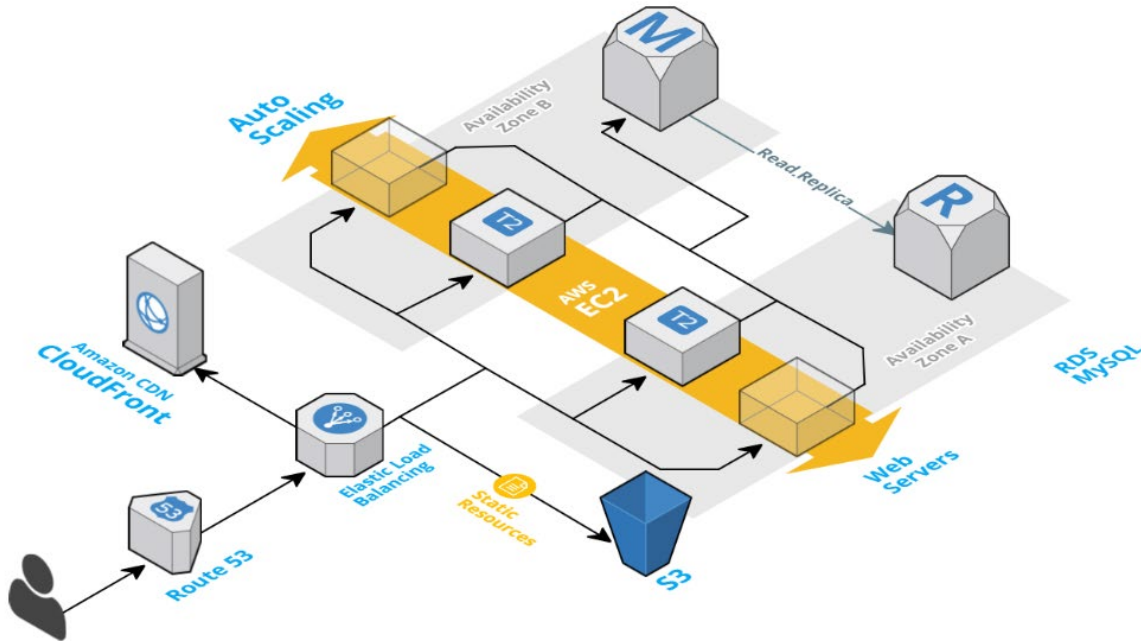 M
Auto
Scaling
Availability
Zone B
Read.Replica
R
T2
AWS
EC2
T2
Availability
Zone A
RDS
MySQL
Amazon CDN
CloudFront
Elastic Load
Balancing
Web
Servers
Static
Resources
S3
53
Route 53